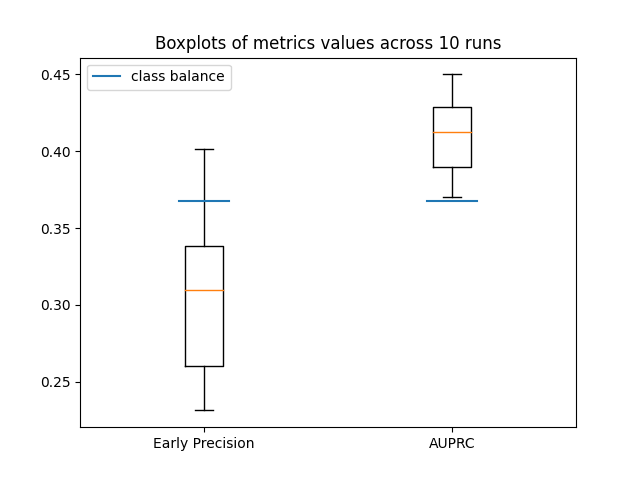 Boxplots of metrics values across 10 runs
class balance
0.45
0.40
0.35
0.30
0.25
Early Precision
AUPRC